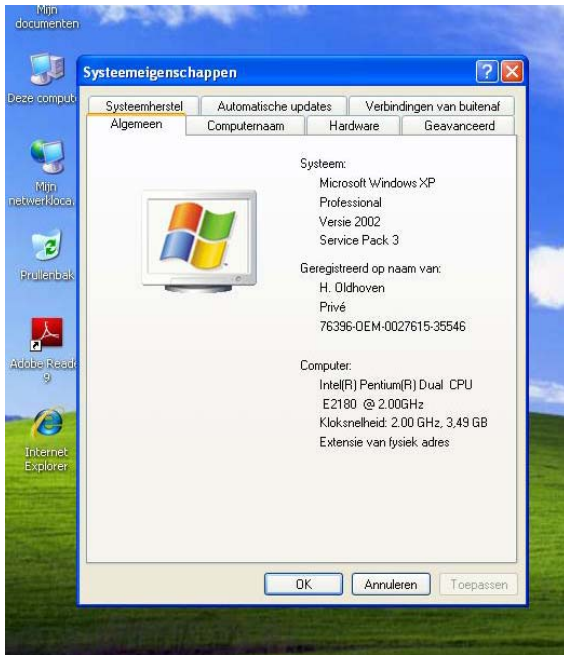 Mijn
documenten
Deze compute
Mijn
netwerkloca.
Prullenbak
Adobe Reade
9
Internet
Explorer
Systeemeigenschappen
Systeemherstel
Automatische updates
Verbindingen van buitenaf
Algemeen
Computernaam
Hardware
Geavanceerd
Systeem:
Microsoft Windows XP
Professional
Versie 2002
Service Pack 3
Geregistreerd op naam van:
H. Oldhoven
Privé
76396-OEM-0027615-35546
Computer:
Intel(R) Pentium(R) Dual CPU
E2180 @ 2.00GHz
Kloksnelheid: 2.00 GHz, 3,49 GB
Extensie van fysiek adres
OK
Annuleren
Toepassen